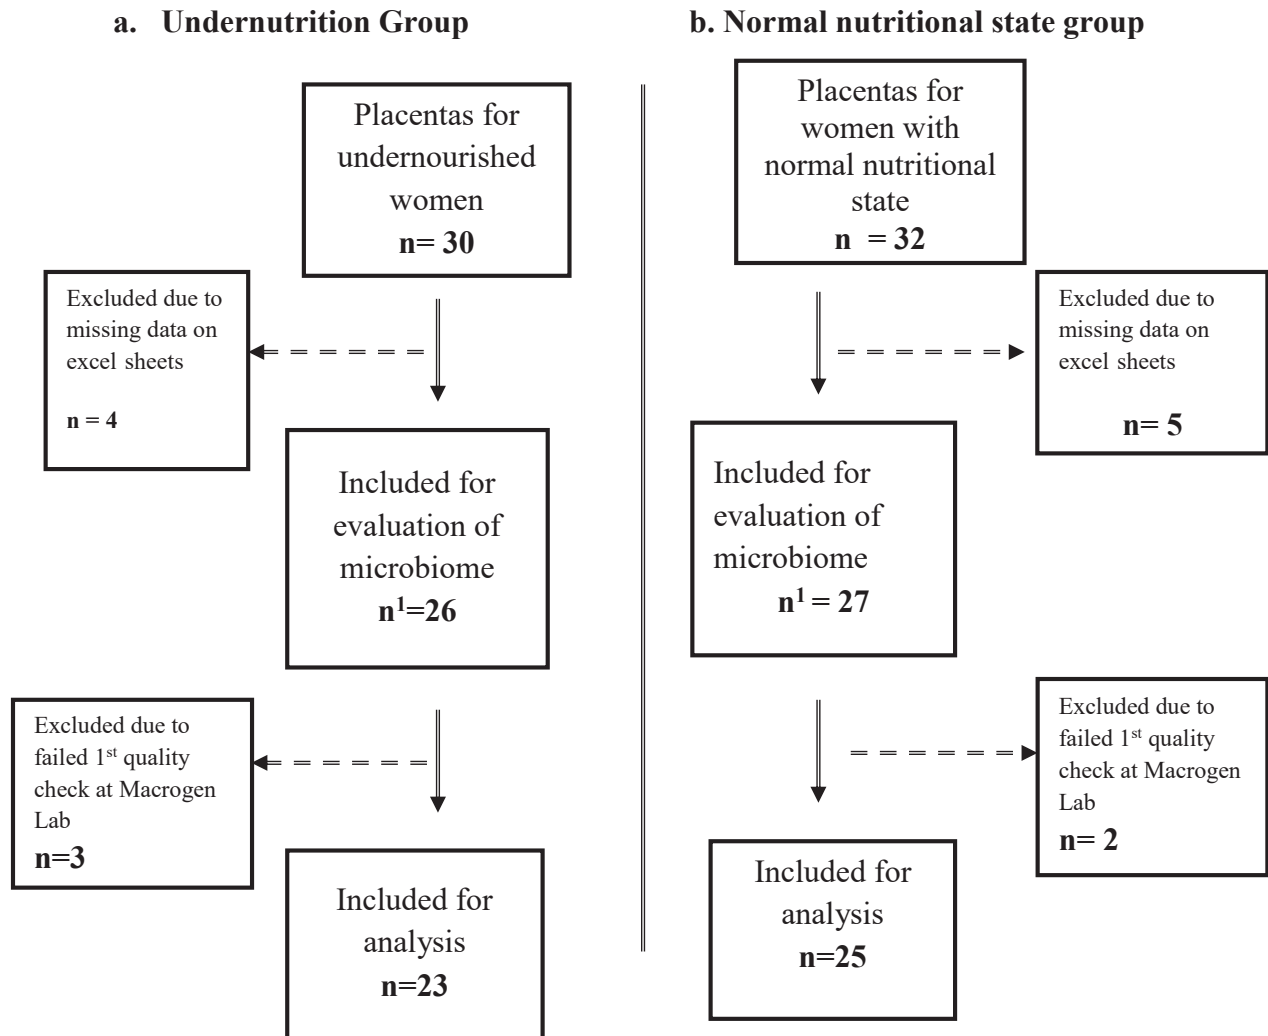 a. Undernutrition Group
Placentas for
undernourished
women
n= 30
Excluded due to
missing data on
excel sheets
n = 4
Included for
evaluation of
microbiome
n¹=26
Excluded due to
failed 1st quality
check at Macrogen
Lab
n=3
Included for
analysis
n=23
b. Normal nutritional state group
Placentas for
women with
normal nutritional
state
n = 32
Excluded due to
missing data on
excel sheets
n= 5
Included for
evaluation of
microbiome
n¹ = 27
Excluded due to
failed 1st quality
check at Macrogen
Lab
n= 2
Included for
analysis
n=25